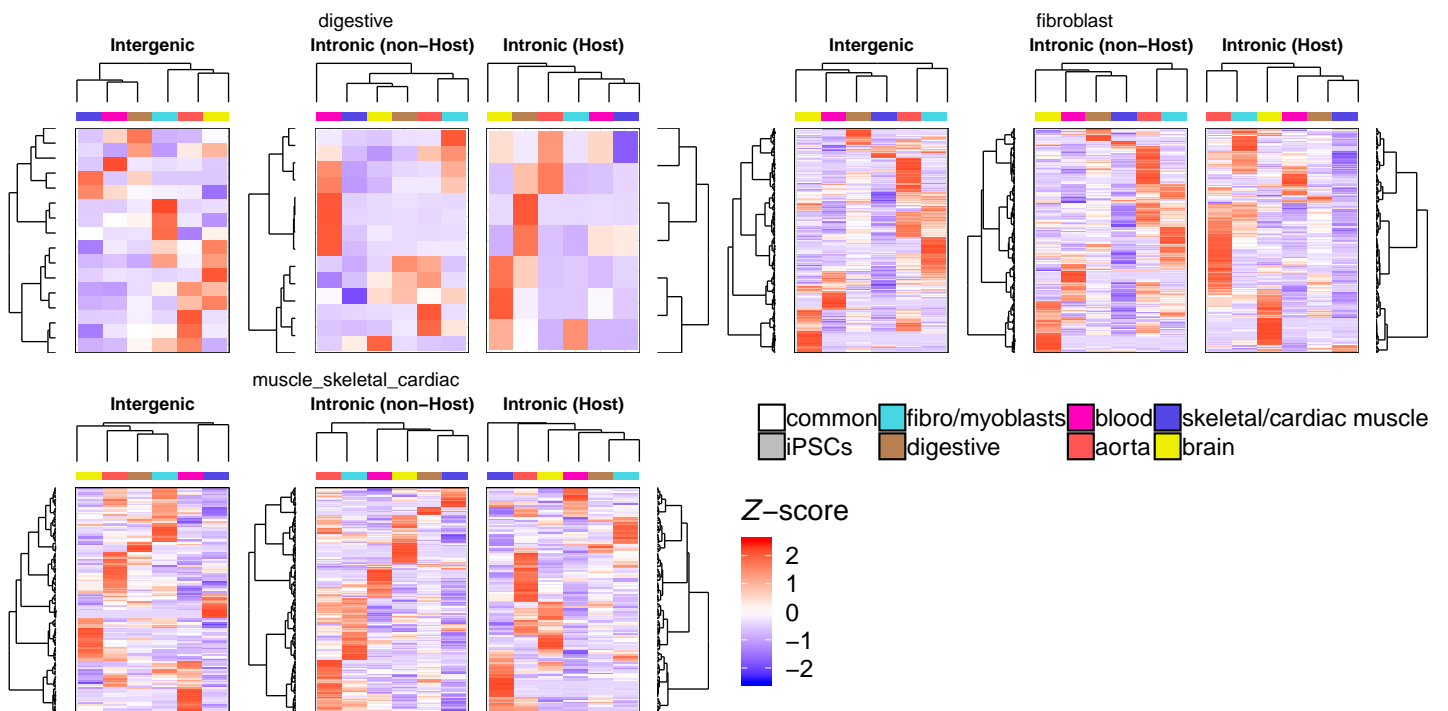 digestive
Intergenic
Intronic (non−Host)
Intronic (Host)
fibroblast
Intergenic
Intronic (non−Host)
Intronic (Host)
muscle_skeletal_cardiac
Intergenic
Intronic (non−Host)
Intronic (Host)
common fibro/myoblasts blood skeletal/cardiac muscle
iPSCs digestive aorta brain
Z−score
2
1
0
−1
−2